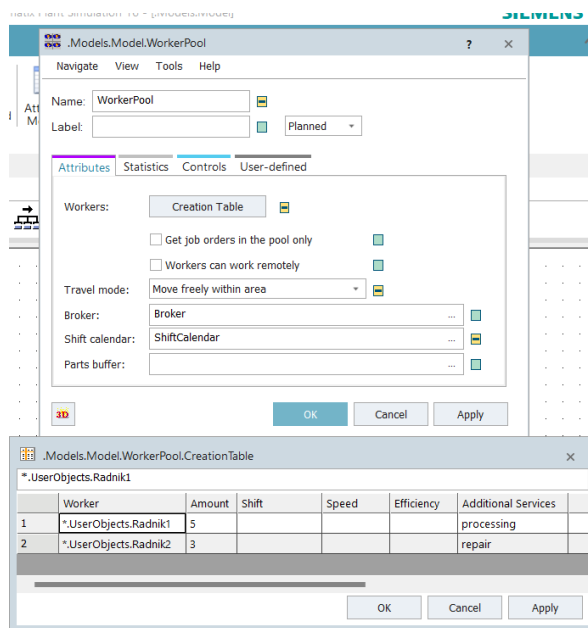 SIEMENS
.Models.Model.WorkerPool ? ×
Navigate View Tools Help
Name: WorkerPool
Label: Planned
Attributes Statistics Controls User-defined
Workers: Creation Table
Get job orders in the pool only
Workers can work remotely
Travel mode: Move freely within area
Broker: Broker ...
Shift calendar: ShiftCalendar ...
Parts buffer: ...
3D OK Cancel Apply
.Models.Model.WorkerPool.CreationTable ×
*.UserObjects.Radnik1
Worker Amount Shift Speed Efficiency Additional Services
1 *.UserObjects.Radnik1 5 processing
2 *.UserObjects.Radnik2 3 repair
OK Cancel Apply